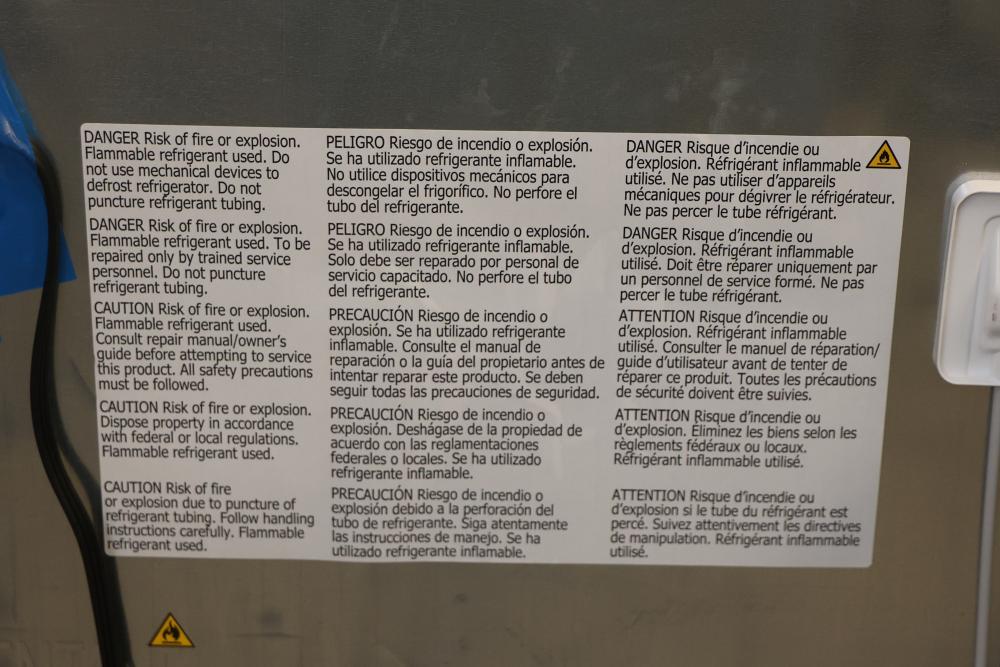 DANGER Risk of fire or explosion.
Flammable refrigerant used. Do
not use mechanical devices to
defrost refrigerator. Do not
puncture refrigerant tubing.
DANGER Risk of fire or explosion.
Flammable refrigerant used. To be
repaired only by trained service
personnel. Do not puncture
refrigerant tubing.
CAUTION Risk of fire or explosion.
Flammable refrigerant used.
Consult repair manual/owner's
guide before attempting to service
this product. All safety precautions
must be followed.
CAUTION Risk of fire or explosion.
Dispose property in accordance
with federal or local regulations.
Flammable refrigerant used.
CAUTION Risk of fire
or explosion due to puncture of
refrigerant tubing. Follow handling
instructions carefully. Flammable
refrigerant used.
PELIGRO Riesgo de incendio o explosión.
Se ha utilizado refrigerante inflamable.
No utilice dispositivos mecánicos para
descongelar el frigorífico. No perfore el
tubo del refrigerante.
PELIGRO Riesgo de incendio o explosión.
Se ha utilizado refrigerante inflamable.
Solo debe ser reparado por personal de
servicio capacitado. No perfore el tubo
del refrigerante.
PRECAUCIÓN Riesgo de incendio o
explosión. Se ha utilizado refrigerante
inflamable. Consulte el manual de
reparación o la guía del propietario antes de
intentar reparar este producto. Se deben
seguir todas las precauciones de seguridad.
PRECAUCIÓN Riesgo de incendio o
explosión. Deshágase de la propiedad de
acuerdo con las reglamentaciones
federales o locales. Se ha utilizado
refrigerante inflamable.
PRECAUCIÓN Riesgo de incendio o
explosión debido a la perforación del
tubo de refrigerante. Siga atentamente
las instrucciones de manejo. Se ha
utilizado refrigerante inflamable.
DANGER Risque d'incendie ou
d'explosion. Réfrigérant inflammable
utilisé. Ne pas utiliser d'appareils
mécaniques pour dégivrer le réfrigérateur.
Ne pas percer le tube réfrigérant.
DANGER Risque d'incendie ou
d'explosion. Réfrigérant inflammable
utilisé. Doit être réparer uniquement par
un personnel de service formé. Ne pas
percer le tube réfrigérant.
ATTENTION Risque d'incendie ou
d'explosion. Réfrigérant inflammable
utilisé. Consulter le manuel de réparation/
guide d'utilisateur avant de tenter de
réparer ce produit. Toutes les précautions
de sécurité doivent être suivies.
ATTENTION Risque d'incendie ou
d'explosion. Eliminez les biens selon les
règlements fédéraux ou locaux.
Réfrigérant inflammable utilisé.
ATTENTION Risque d'incendie ou
d'explosion si le tube du réfrigérant est
percé. Suivez attentivement les directives
de manipulation. Réfrigérant inflammable
utilisé.